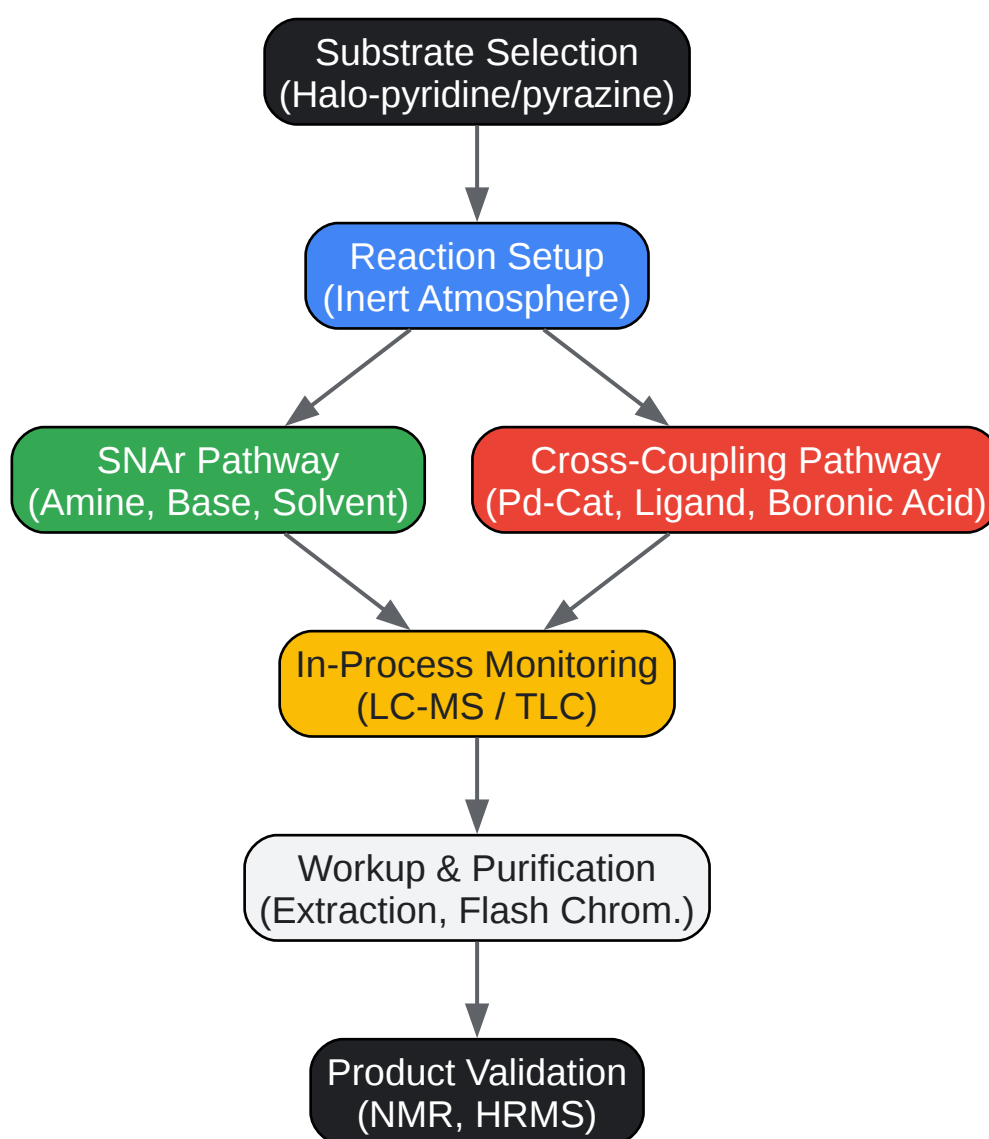 Substrate Selection
(Halo-pyridine/pyrazine)
Reaction Setup
(Inert Atmosphere)
SNAr Pathway
(Amine, Base, Solvent)
Cross-Coupling Pathway
(Pd-Cat, Ligand, Boronic Acid)
In-Process Monitoring
(LC-MS / TLC)
Workup & Purification
(Extraction, Flash Chrom.)
Product Validation
(NMR, HRMS)